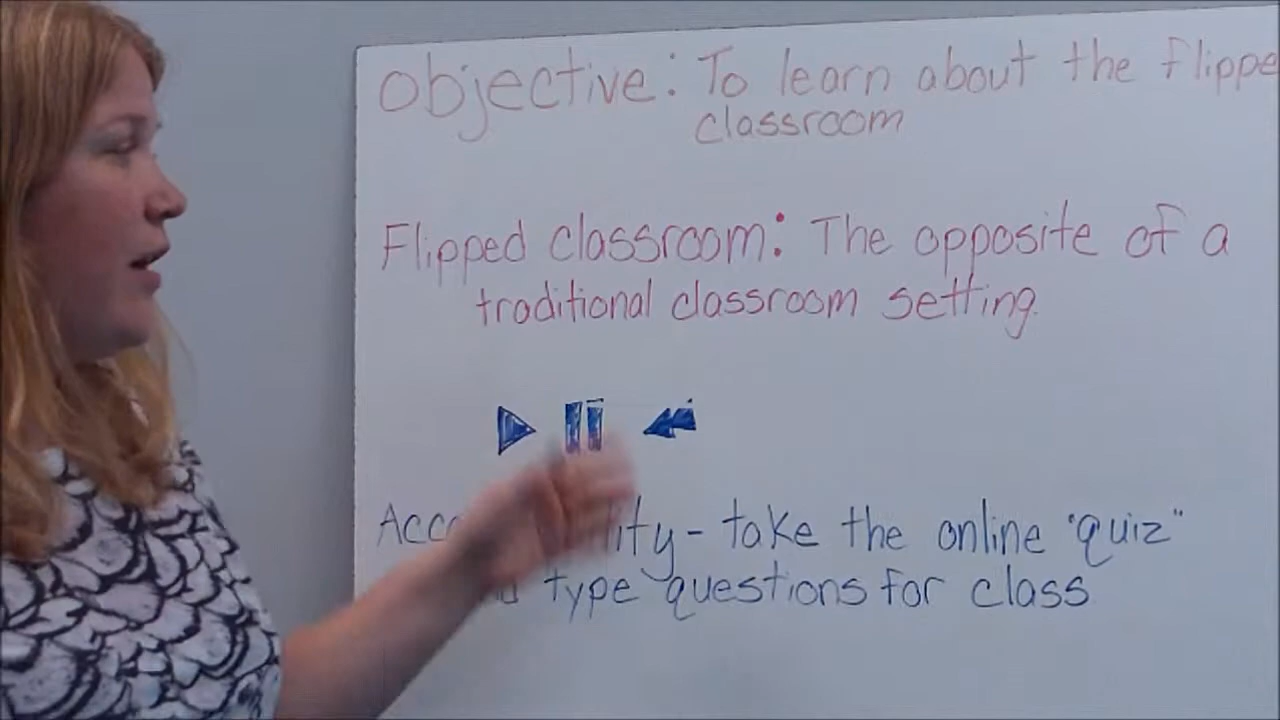 Objective: To learn about the flippe
classroom
Flipped classroom: The opposite of a
traditional classroom setting.
take the online "quiz"
type questions for class